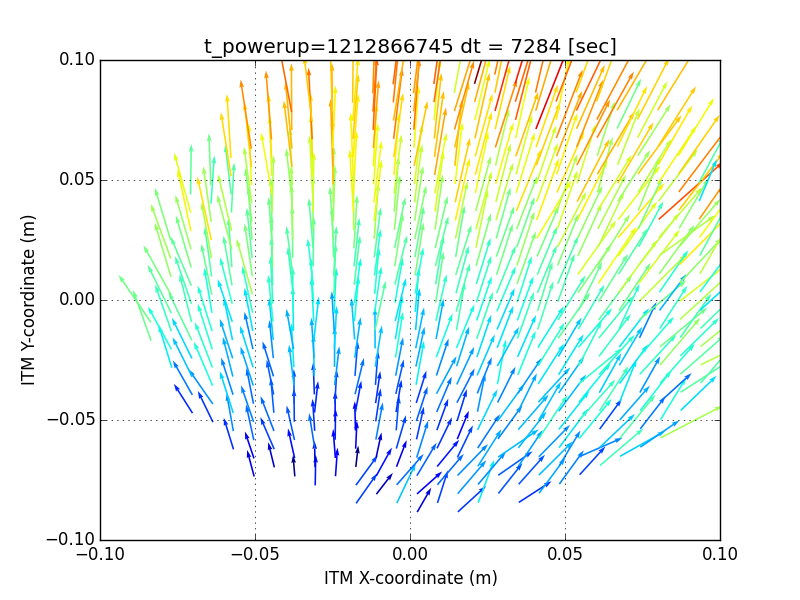 t_powerup=1212866745 dt = 7284 [sec]
0.10
0.05
0.00
−0.05
−0.10
ITM Y-coordinate (m)
−0.10 −0.05 0.00 0.05 0.10
ITM X-coordinate (m)